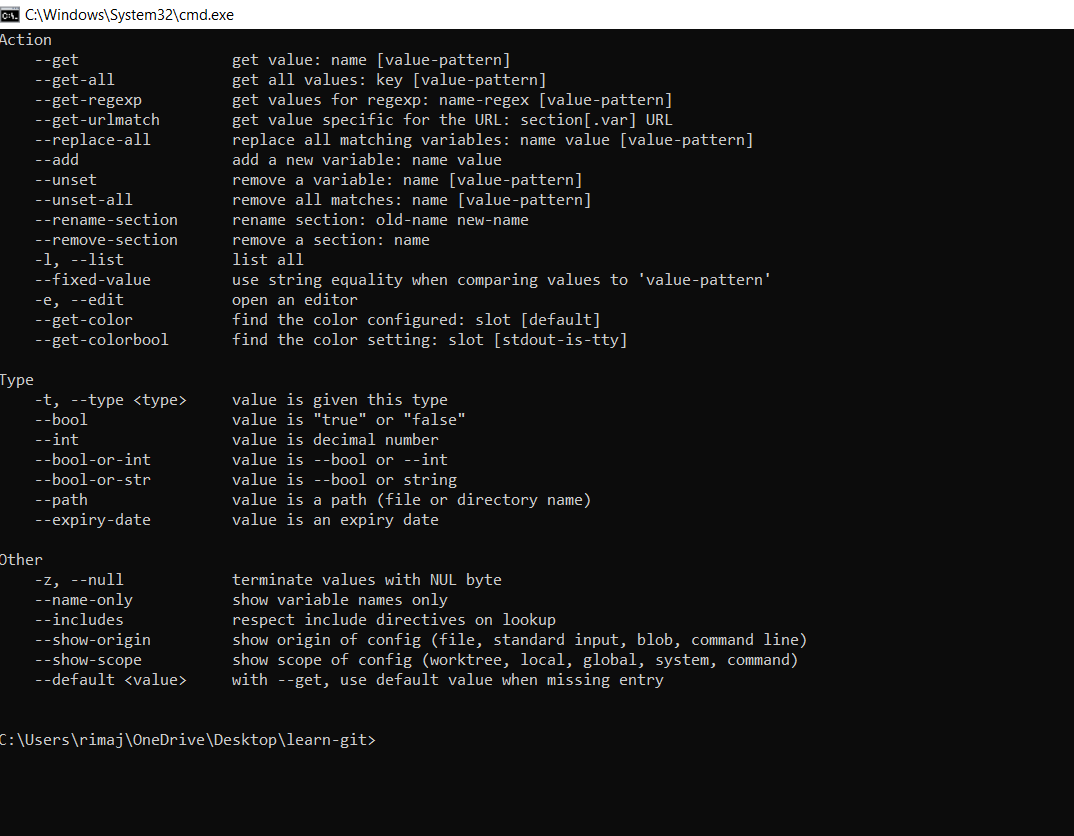 C:\Windows\System32\cmd.exe
Action
--get get value: name [value-pattern]
--get-all get all values: key [value-pattern]
--get-regexp get values for regexp: name-regex [value-pattern]
--get-urlmatch get value specific for the URL: section[.var] URL
--replace-all replace all matching variables: name value [value-pattern]
--add add a new variable: name value
--unset remove a variable: name [value-pattern]
--unset-all remove all matches: name [value-pattern]
--rename-section rename section: old-name new-name
--remove-section remove a section: name
-l, --list list all
--fixed-value use string equality when comparing values to 'value-pattern'
-e, --edit open an editor
--get-color find the color configured: slot [default]
--get-colorbool find the color setting: slot [stdout-is-tty]
Type
-t, --type <type> value is given this type
--bool value is "true" or "false"
--int value is decimal number
--bool-or-int value is --bool or --int
--bool-or-str value is --bool or string
--path value is a path (file or directory name)
--expiry-date value is an expiry date
Other
-z, --null terminate values with NUL byte
--name-only show variable names only
--includes respect include directives on lookup
--show-origin show origin of config (file, standard input, blob, command line)
--show-scope show scope of config (worktree, local, global, system, command)
--default <value> with --get, use default value when missing entry
C:\Users\rimaj\OneDrive\Desktop\learn-git>